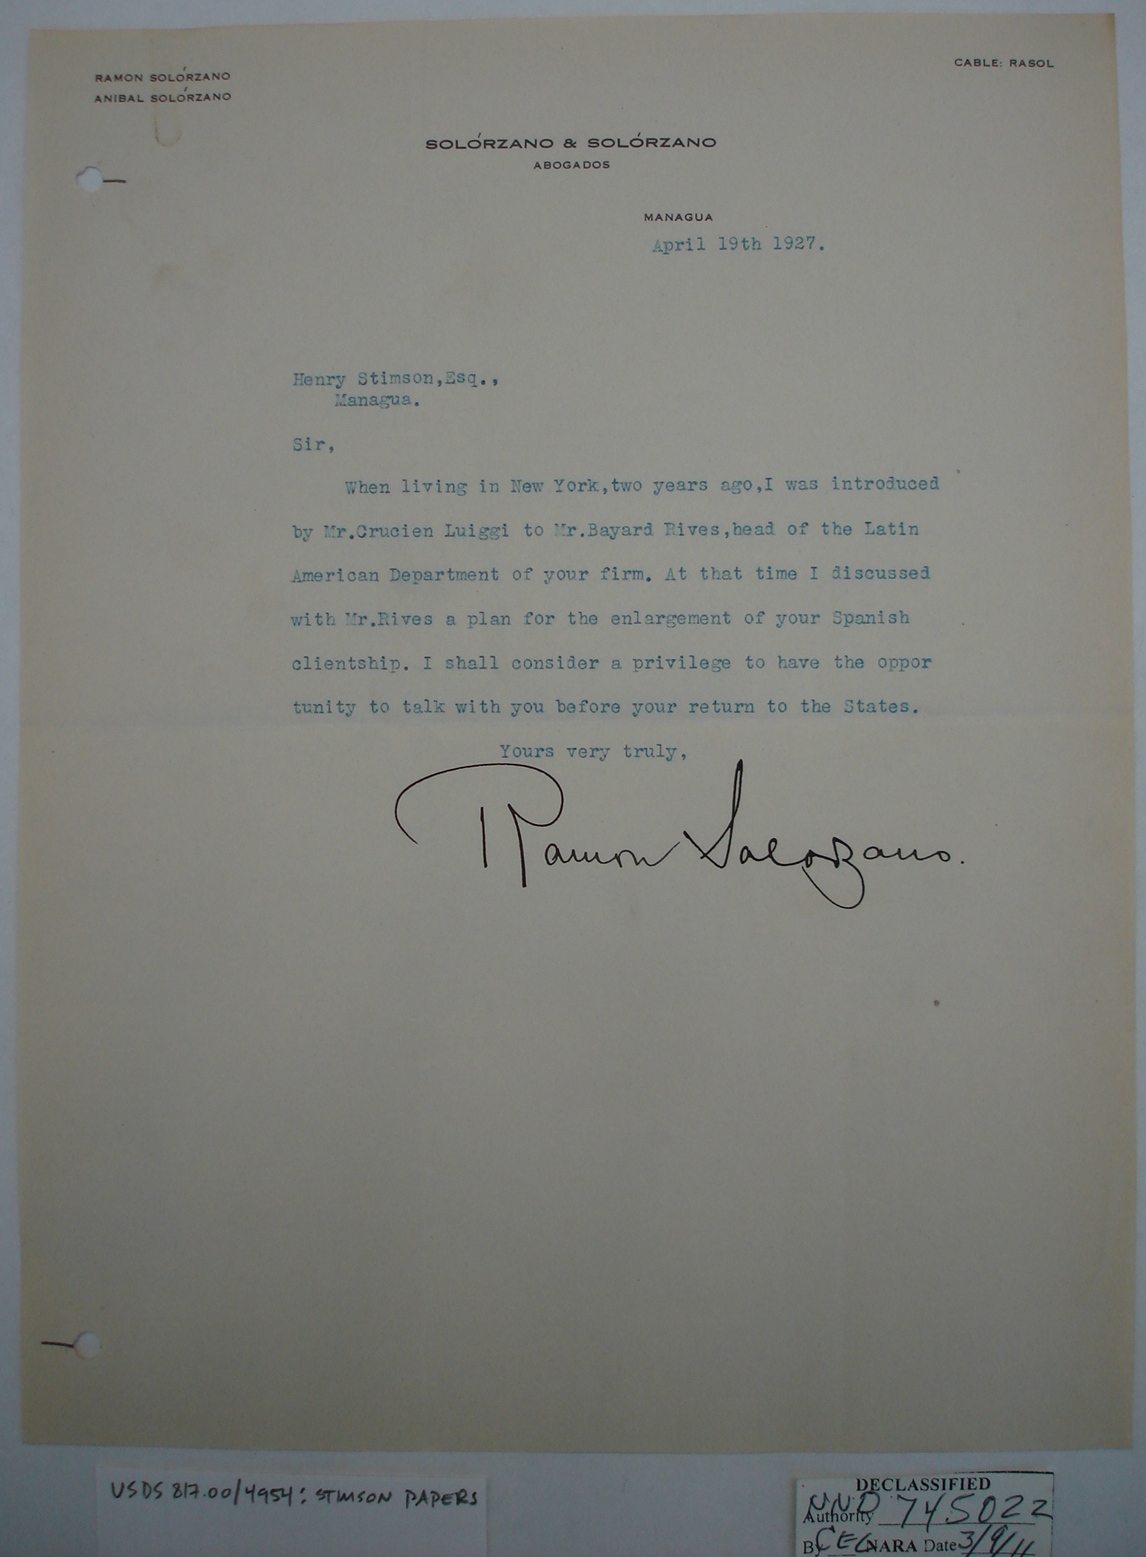 RAMON SOLÓRZANO
ANIBAL SOLÓRZANO
CABLE: RASOL
SOLÓRZANO & SOLÓRZANO
ABOGADOS
MANAGUA
April 19th 1927.
Henry Stimson,Esq.,
Managua.
Sir,
When living in New York,two years ago,I was introduced
by Mr.Crucien Luiggi to Mr.Bayard Rives,head of the Latin
American Department of your firm. At that time I discussed
with Mr.Rives a plan for the enlargement of your Spanish
clientship. I shall consider a privilege to have the oppor
tunity to talk with you before your return to the States.
Yours very truly,
Ramon Solorzano.
USDS 817.00/4954: STIMSON PAPERS
DECLASSIFIED
Authority NND 745022
By CEG NARA Date 3/9/11